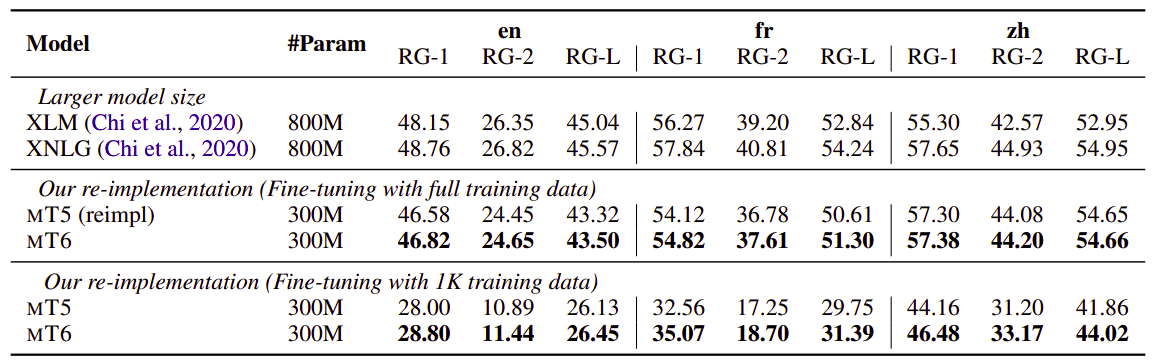 Model #Param en fr zh
RG-1 RG-2 RG-L RG-1 RG-2 RG-L RG-1 RG-2 RG-L
Larger model size
XLM (Chi et al., 2020) 800M 48.15 26.35 45.04 56.27 39.20 52.84 55.30 42.57 52.95
XNLG (Chi et al., 2020) 800M 48.76 26.82 45.57 57.84 40.81 54.24 57.65 44.93 54.95
Our re-implementation (Fine-tuning with full training data)
MT5 (reimpl) 300M 46.58 24.45 43.32 54.12 36.78 50.61 57.30 44.08 54.65
MT6 300M 46.82 24.65 43.50 54.82 37.61 51.30 57.38 44.20 54.66
Our re-implementation (Fine-tuning with 1K training data)
MT5 300M 28.00 10.89 26.13 32.56 17.25 29.75 44.16 31.20 41.86
MT6 300M 28.80 11.44 26.45 35.07 18.70 31.39 46.48 33.17 44.02